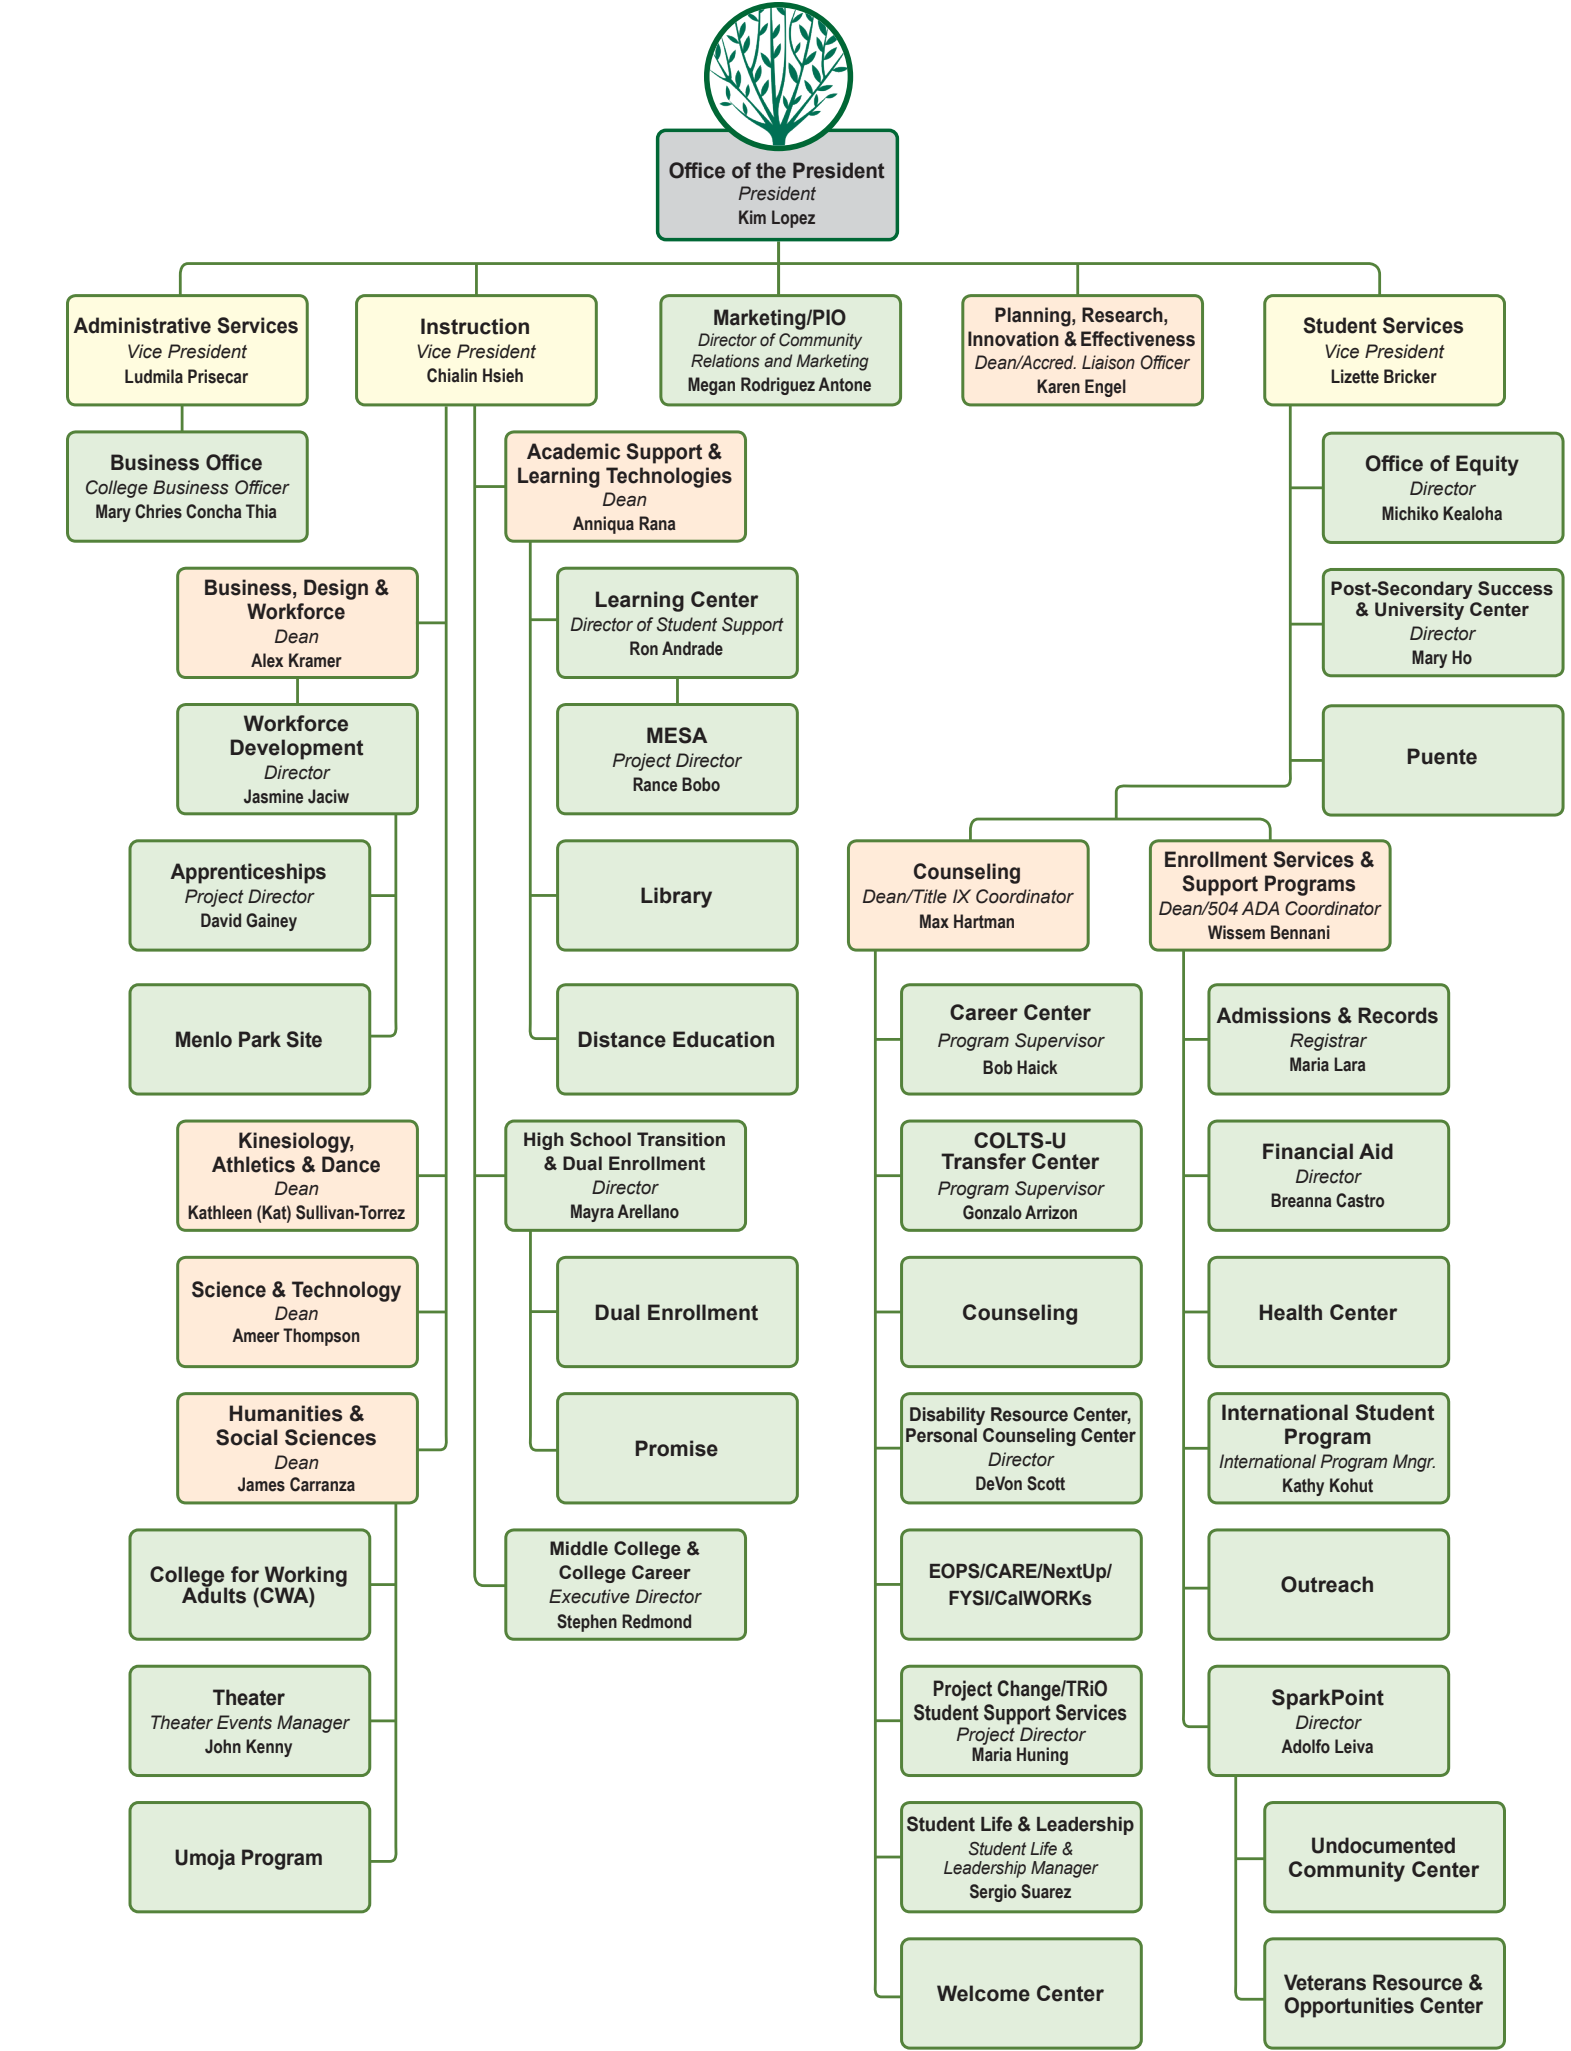 Office of the President
President
Kim Lopez
Administrative Services
Vice President
Ludmila Prisecar
Instruction
Vice President
Chialin Hsieh
Marketing/PIO
Director of Community
Relations and Marketing
Megan Rodriguez Antone
Planning, Research,
Innovation & Effectiveness
Dean/Accred. Liaison Officer
Karen Engel
Student Services
Vice President
Lizette Bricker
Business Office
College Business Officer
Mary Chries Concha Thia
Academic Support &
Learning Technologies
Dean
Anniqua Rana
Office of Equity
Director
Michiko Kealoha
Business, Design &
Workforce
Dean
Alex Kramer
Learning Center
Director of Student Support
Ron Andrade
Post-Secondary Success
& University Center
Director
Mary Ho
Workforce
Development
Director
Jasmine Jaciw
MESA
Project Director
Rance Bobo
Puente
Apprenticeships
Project Director
David Gainey
Library
Counseling
Dean/Title IX Coordinator
Max Hartman
Enrollment Services &
Support Programs
Dean/504 ADA Coordinator
Wissem Bennani
Menlo Park Site
Distance Education
Career Center
Program Supervisor
Bob Haick
Admissions & Records
Registrar
Maria Lara
Kinesiology,
Athletics & Dance
Dean
Kathleen (Kat) Sullivan-Torrez
High School Transition
& Dual Enrollment
Director
Mayra Arellano
COLTS-U
Transfer Center
Program Supervisor
Gonzalo Arrizon
Financial Aid
Director
Breanna Castro
Science & Technology
Dean
Ameer Thompson
Dual Enrollment
Counseling
Health Center
Humanities &
Social Sciences
Dean
James Carranza
Promise
Disability Resource Center,
Personal Counseling Center
Director
DeVon Scott
International Student
Program
International Program Mngr.
Kathy Kohut
College for Working
Adults (CWA)
Middle College &
College Career
Executive Director
Stephen Redmond
EOPS/CARE/NextUp/
FYSI/CalWORKs
Outreach
Theater
Theater Events Manager
John Kenny
Project Change/TRiO
Student Support Services
Project Director
Maria Huning
SparkPoint
Director
Adolfo Leiva
Umoja Program
Student Life & Leadership
Student Life &
Leadership Manager
Sergio Suarez
Undocumented
Community Center
Welcome Center
Veterans Resource &
Opportunities Center